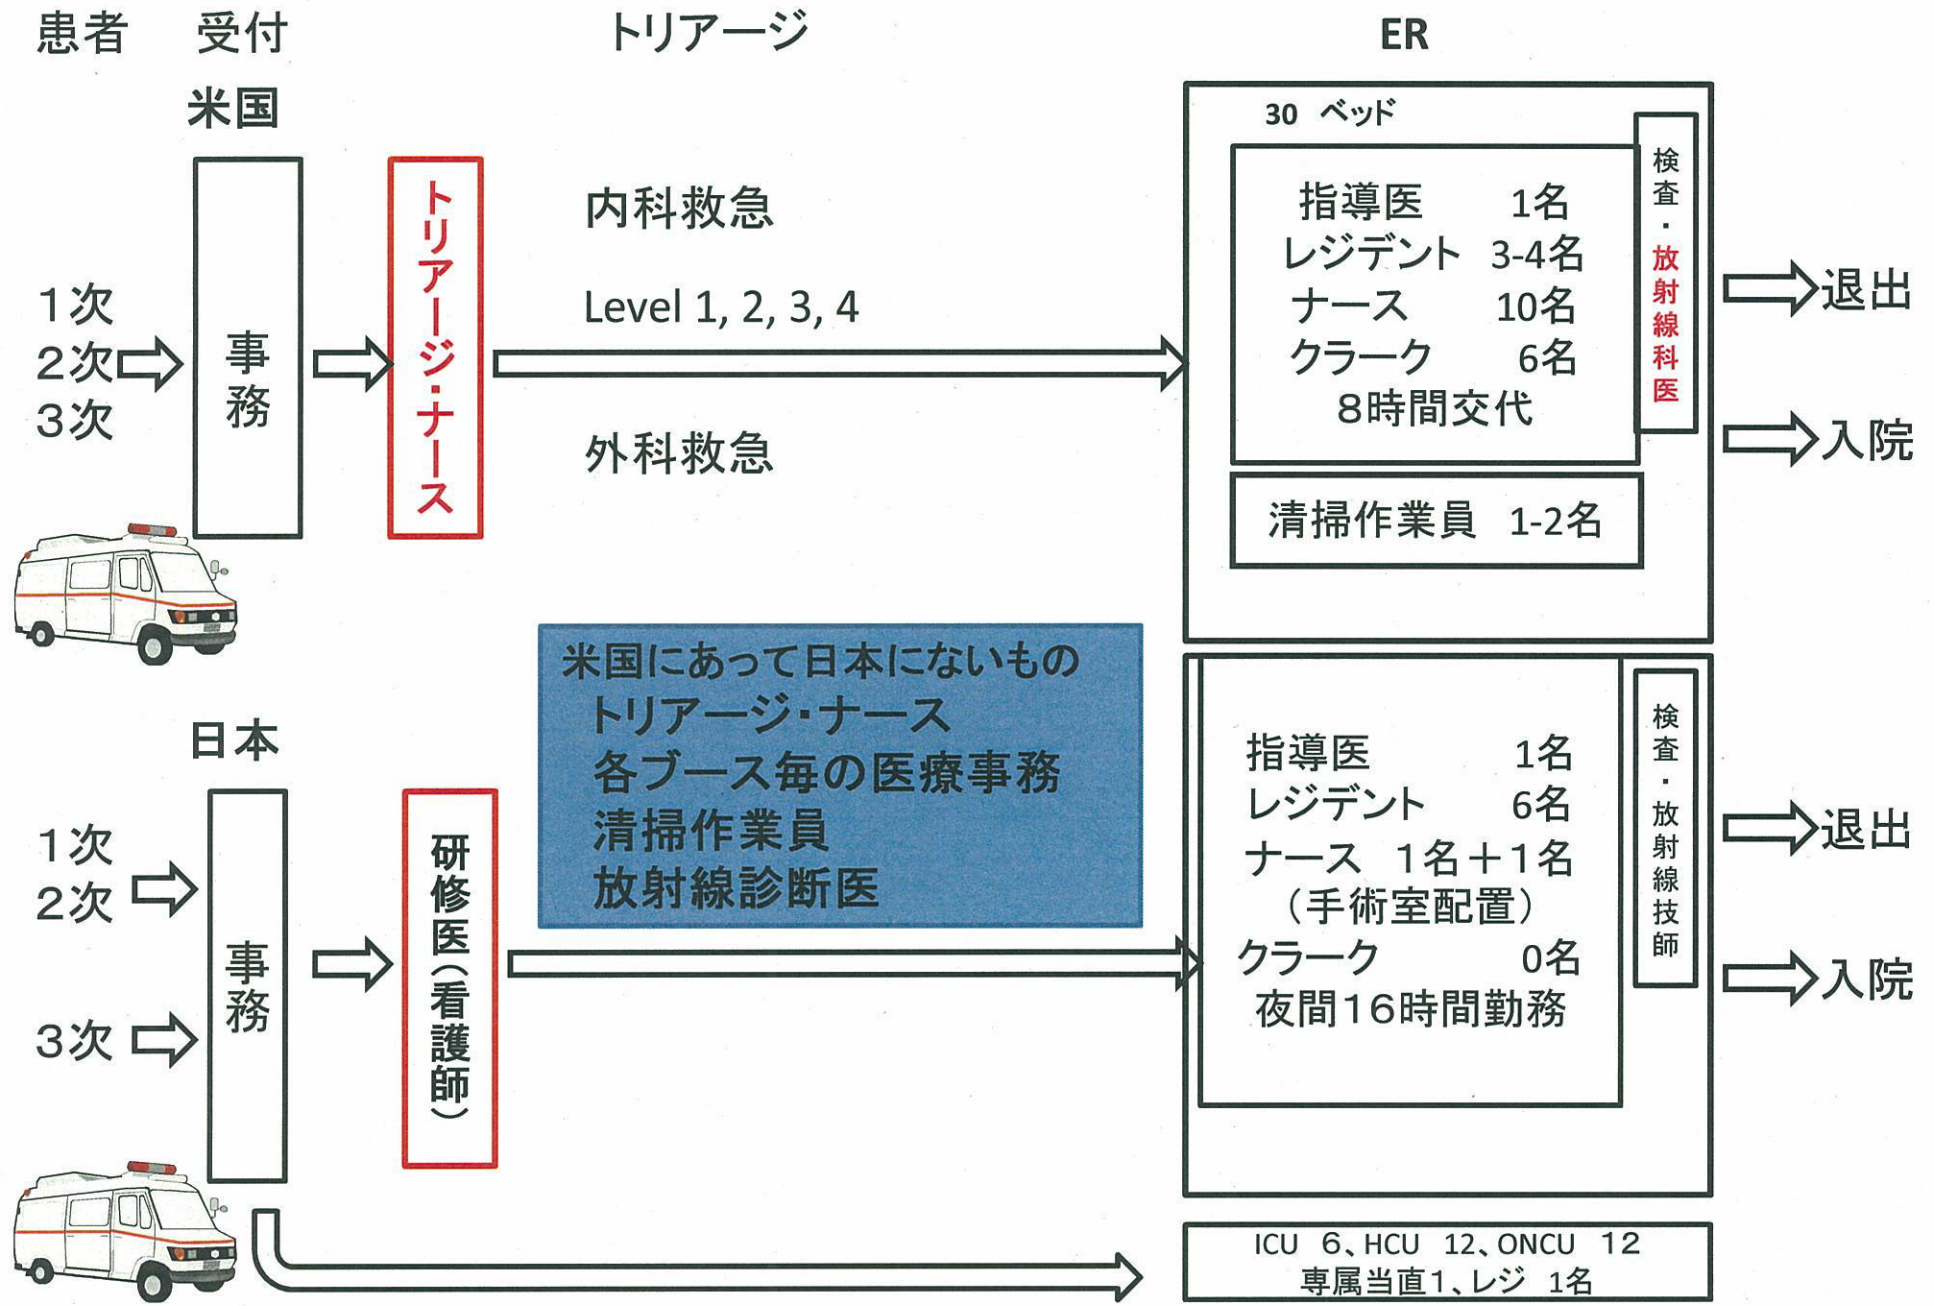 患者 受付 トリアージ ER
米国
1次
2次
3次
事務
トリアージ・ナース
内科救急
Level 1, 2, 3, 4
外科救急
30 ベッド
指導医 1名
レジデント 3-4名
ナース 10名
クラーク 6名
8時間交代
清掃作業員 1-2名
検査・放射線科医
退出
入院
米国にあって日本にないもの
トリアージ・ナース
各ブース毎の医療事務
清掃作業員
放射線診断医
日本
1次
2次
3次
事務
研修医(看護師)
指導医 1名
レジデント 6名
ナース 1名+1名
(手術室配置)
クラーク 0名
夜間16時間勤務
検査・放射線技師
退出
入院
ICU 6、HCU 12、ONCU 12
専属当直1、レジ 1名